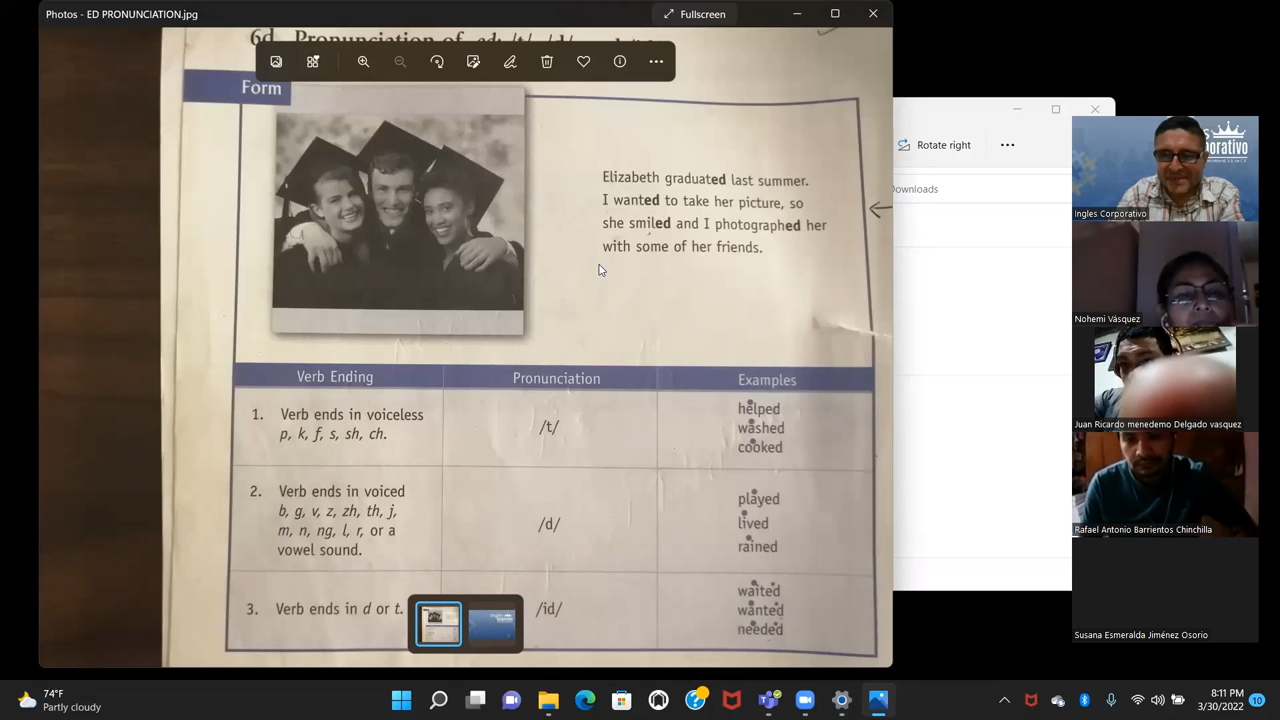 Photos - ED PRONUNCIATION.jpg
Fullscreen
6d Pronunciation of
Form
Elizabeth graduated last summer.
I wanted to take her picture, so
she smiled and I photographed her
with some of her friends.
Verb Ending Pronunciation Examples
1. Verb ends in voiceless
p, k, f, s, sh, ch.
/t/
helped
washed
cooked
2. Verb ends in voiced
b, g, v, z, zh, th, j,
m, n, ng, l, r, or a
vowel sound.
/d/
played
lived
rained
3. Verb ends in d or t.
/id/
waited
wanted
needed
Rotate right
Downloads
Ingles Corporativo
Nohemi Vásquez
Juan Ricardo menedemo Delgado vasquez
Rafael Antonio Barrientos Chinchilla
Susana Esmeralda Jiménez Osorio
74°F
Partly cloudy
8:11 PM
3/30/2022
10